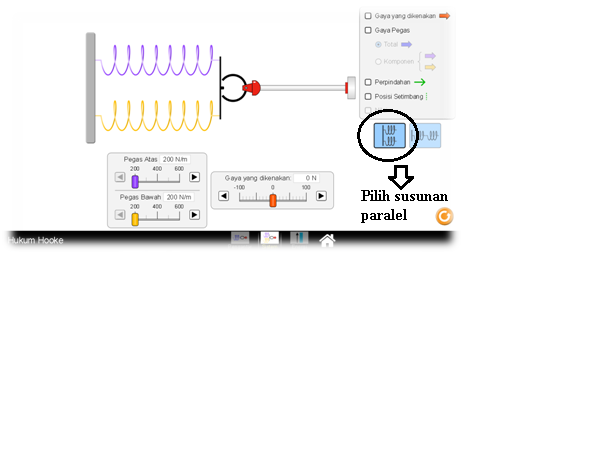 Gaya yang dikenakan
Gaya Pegas
Total
Komponen
Perpindahan
Posisi Setimbang
Pegas Atas 200 N/m
200 400 600
Pegas Bawah 200 N/m
200 400 600
Gaya yang dikenakan: 0 N
-100 0 100
Pilih susunan
paralel
Hukum Hooke